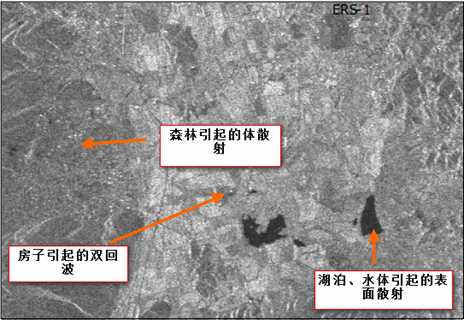 ERS-1
森林引起的体散
射
房子引起的双回
波
湖泊、水体引起的表
面散射